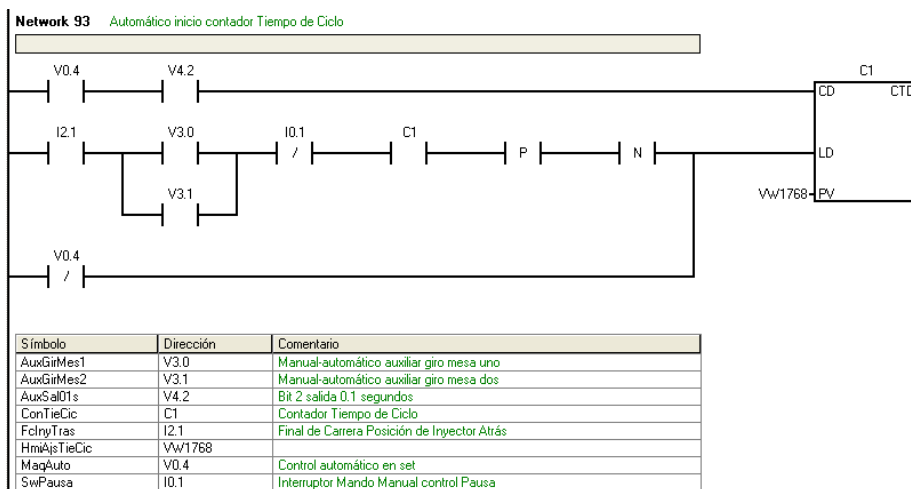 Network 93 Automático inicio contador Tiempo de Ciclo
V0.4 V4.2 C1
CD CTD
I2.1 V3.0 I0.1 C1
/ P N LD
V3.1 VW1768 PV
V0.4
/
Símbolo Dirección Comentario
AuxGirMes1 V3.0 Manual-automático auxiliar giro mesa uno
AuxGirMes2 V3.1 Manual-automático auxiliar giro mesa dos
AuxSal01s V4.2 Bit 2 salida 0.1 segundos
ConTieCic C1 Contador Tiempo de Ciclo
FcInyTras I2.1 Final de Carrera Posición de Inyector Atrás
HmiAjsTieCic VW1768
MaqAuto V0.4 Control automático en set
SwPausa I0.1 Interruptor Mando Manual control Pausa